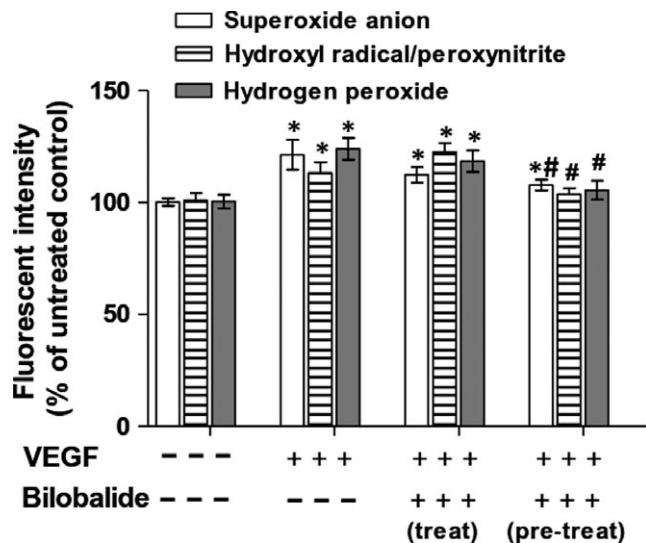 Superoxide anion
Hydroxyl radical/peroxynitrite
Hydrogen peroxide
Fluorescent intensity
(% of untreated control)
150
100
50
0
* * *
* * *
*# # #
VEGF − − − + + + + + + + + +
Bilobalide − − − − − − + + + + + +
(treat) (pre-treat)